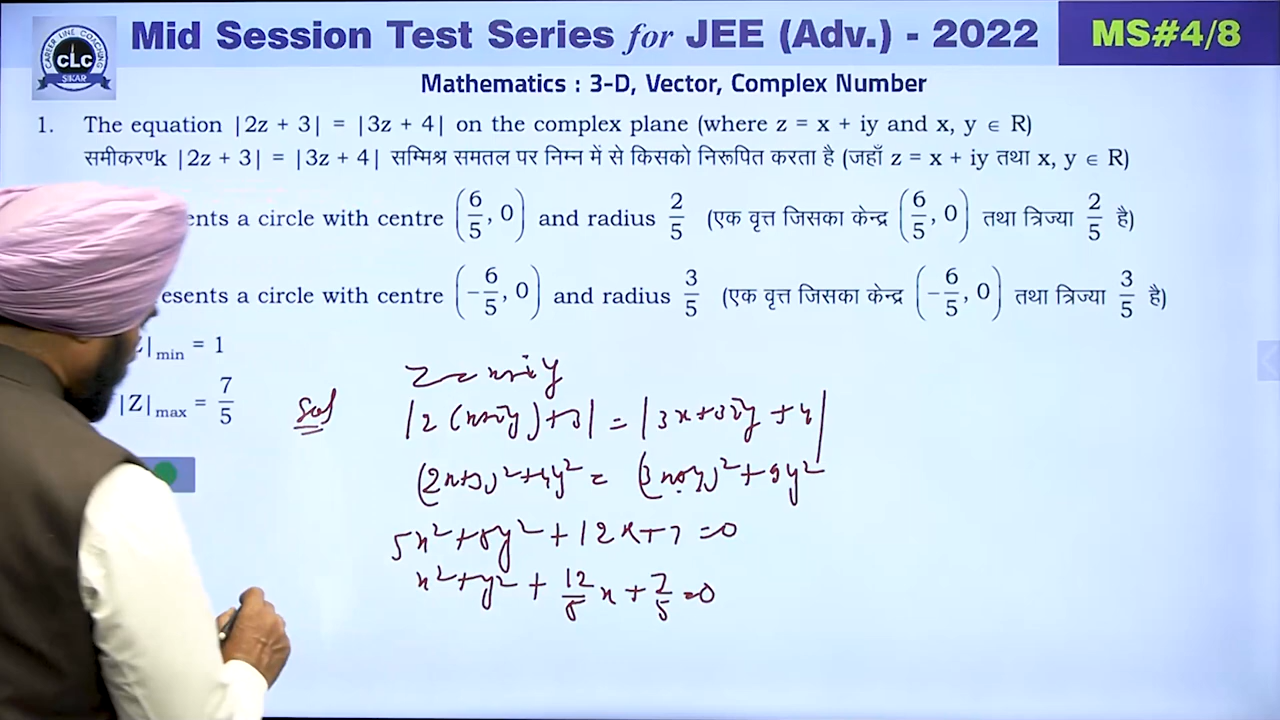 CAREER LINE COACHING
CLC
SIKAR
Mid Session Test Series for JEE (Adv.) - 2022
MS#4/8
Mathematics : 3-D, Vector, Complex Number
1. The equation |2z + 3| = |3z + 4| on the complex plane (where z = x + iy and x, y ∈ R)
समीकरणk |2z + 3| = |3z + 4| सम्मिश्र समतल पर निम्न में से किसको निरूपित करता है (जहाँ z = x + iy तथा x, y ∈ R)
ents a circle with centre (6/5, 0) and radius 2/5 (एक वृत्त जिसका केन्द्र (6/5, 0) तथा त्रिज्या 2/5 है)
esents a circle with centre (-6/5, 0) and radius 3/5 (एक वृत्त जिसका केन्द्र (-6/5, 0) तथा त्रिज्या 3/5 है)
|min = 1
|Z|max = 7/5
Sol
z = x+iy
|2(x+iy)+3| = |3x+3iy+4|
(2x+3)²+4y² = (3x+4)²+9y²
5x²+5y²+12x+7=0
x²+y²+12/5x+7/5=0